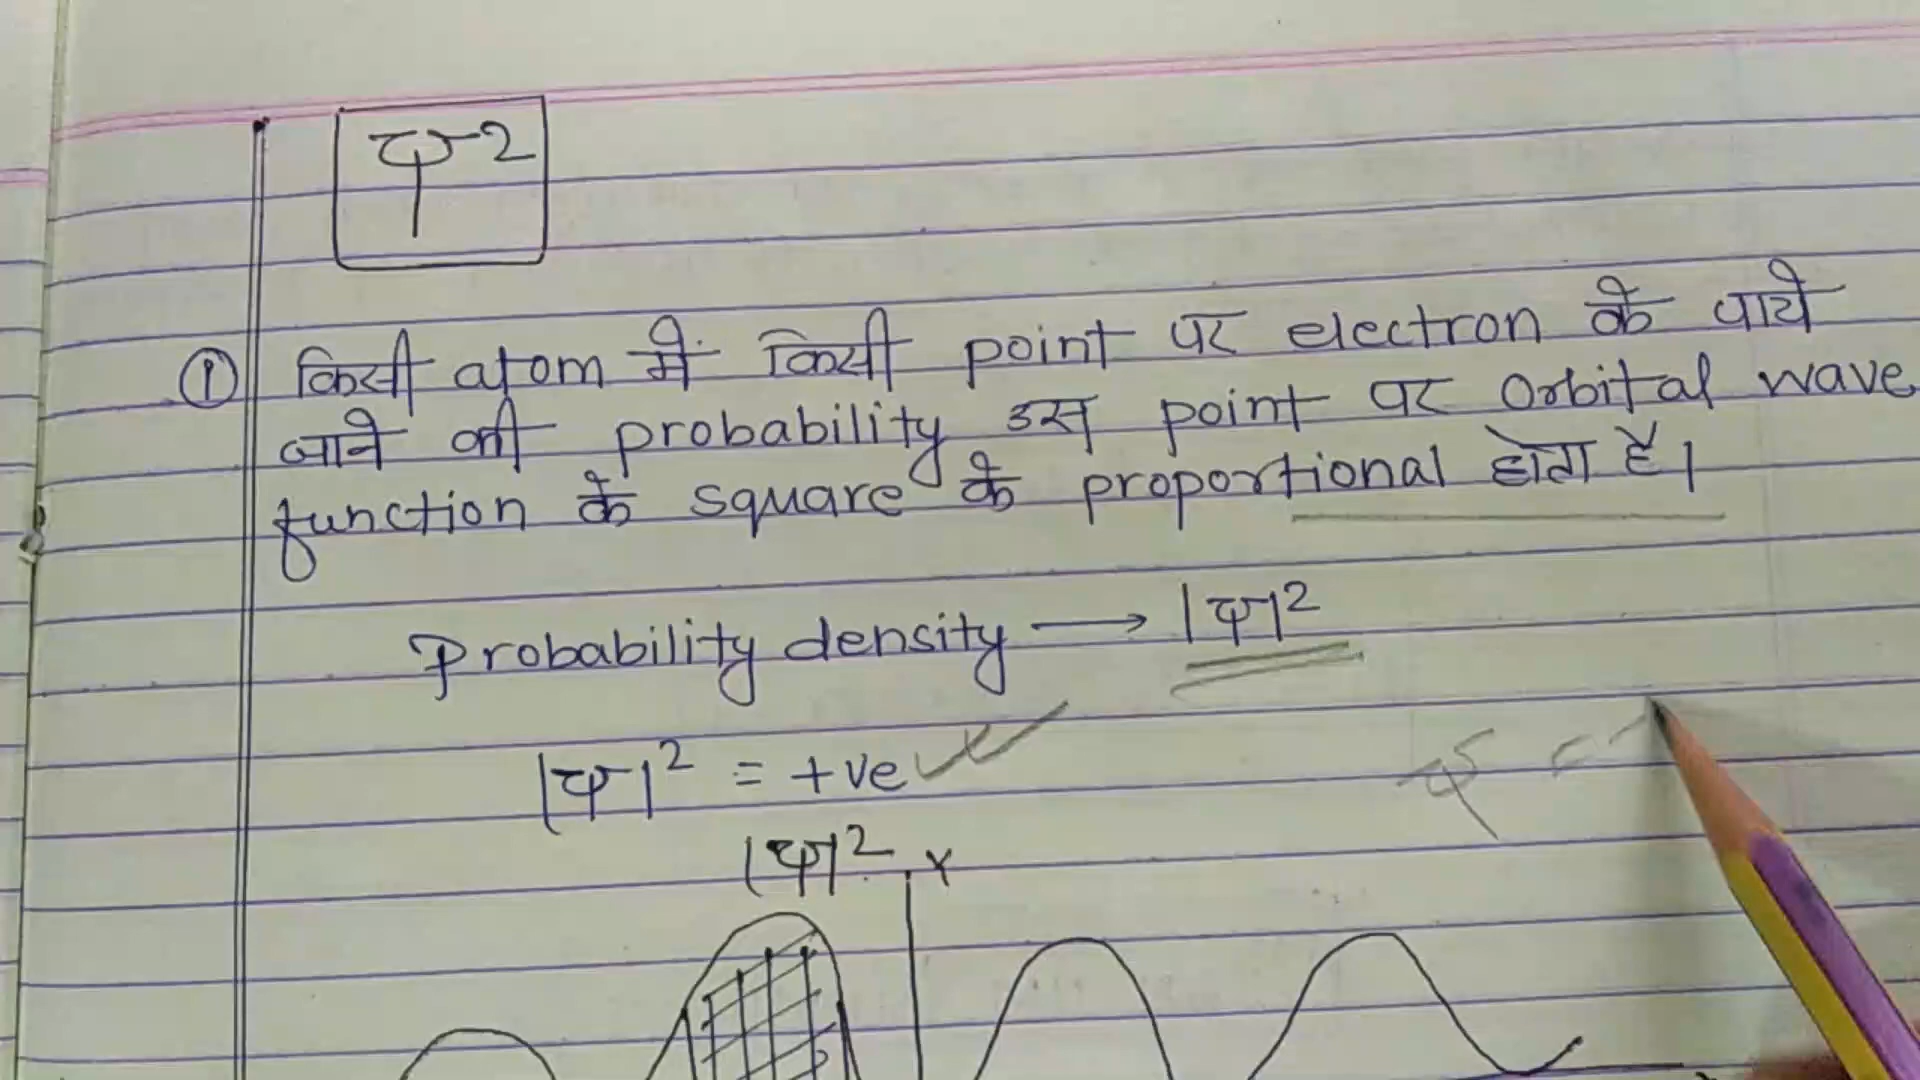 ψ²
① किसी atom में किसी point पर electron के पाये
जाने की probability उस point पर Orbital wave
function के square के proportional होता है।
Probability density → |ψ|²
|ψ|² = +ve
|ψ|² x